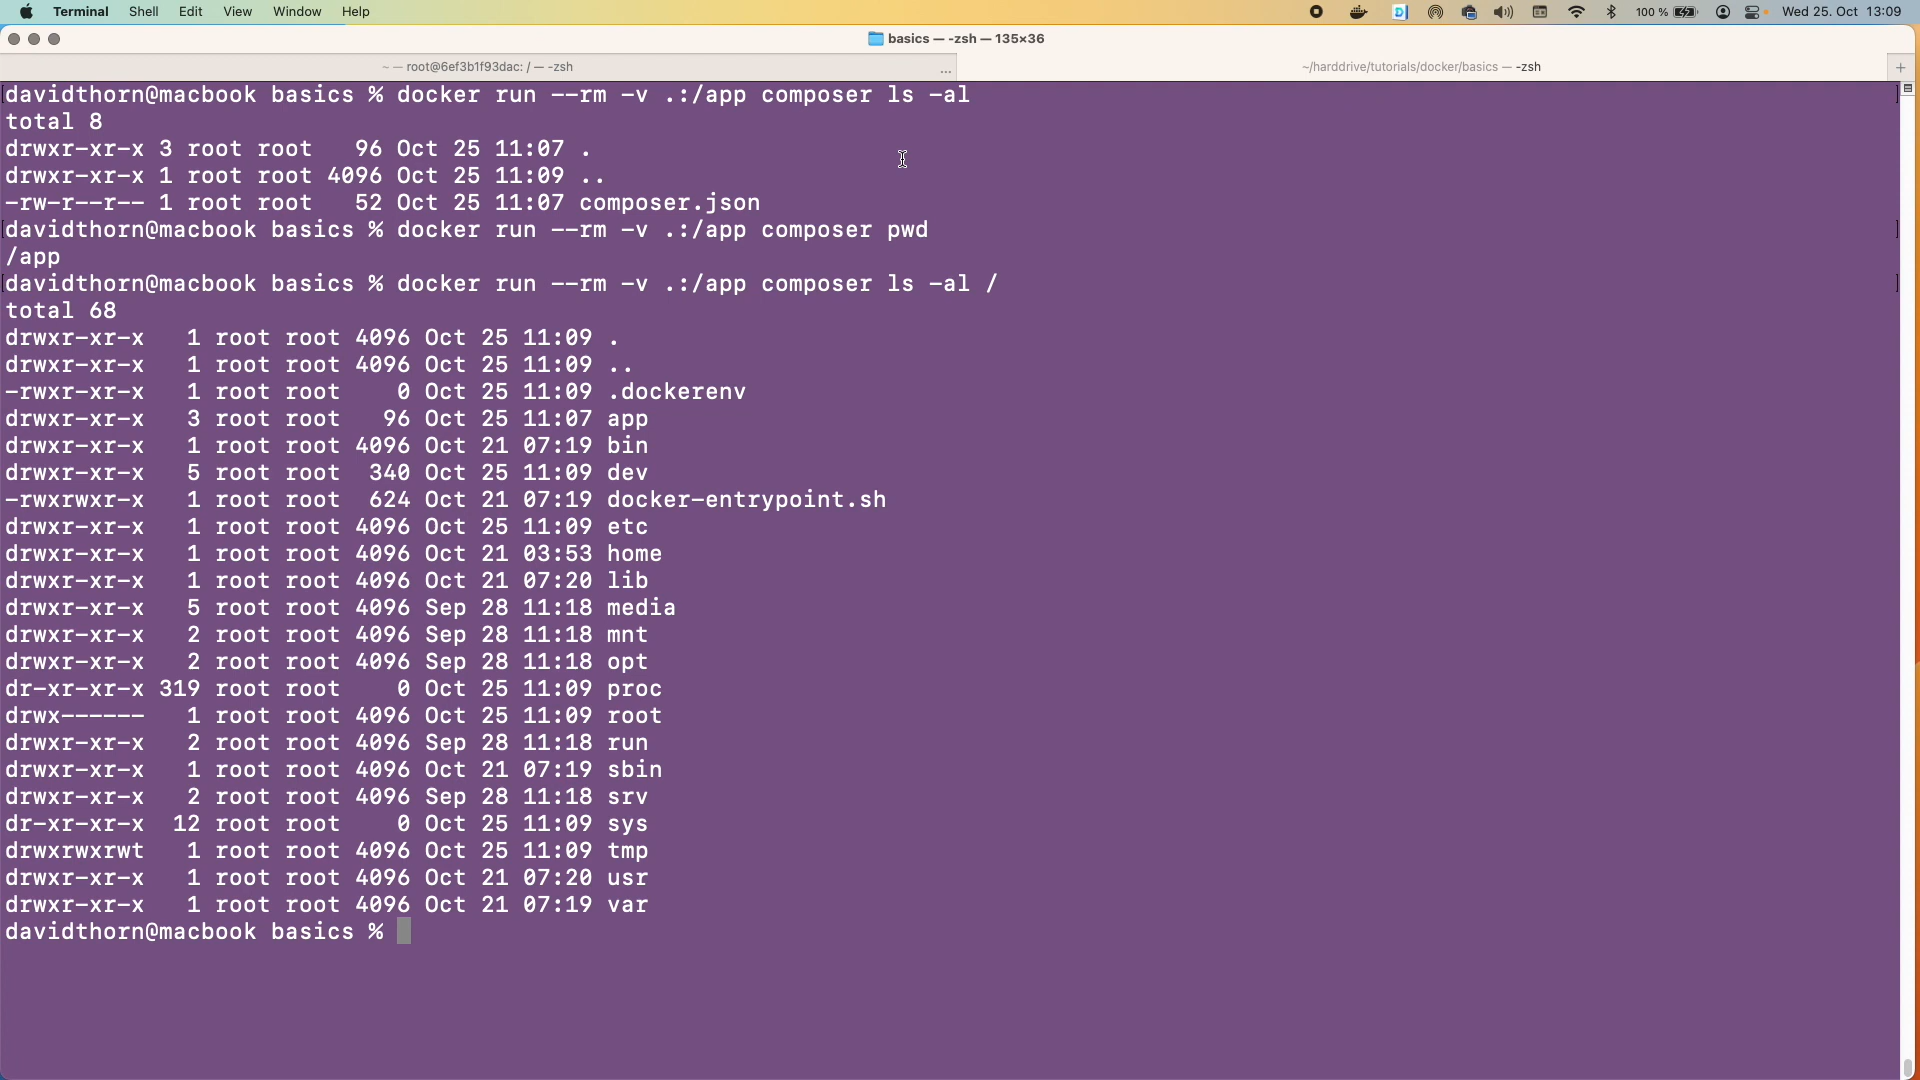 Terminal Shell Edit View Window Help 100 % Wed 25. Oct 13:09
basics — -zsh — 135×36
~ — root@6ef3b1f93dac: / — -zsh ... ~/harddrive/tutorials/docker/basics — -zsh +
[davidthorn@macbook basics % docker run --rm -v .:/app composer ls -al ]
total 8
drwxr-xr-x 3 root root   96 Oct 25 11:07 .
drwxr-xr-x 1 root root 4096 Oct 25 11:09 ..
-rw-r--r-- 1 root root   52 Oct 25 11:07 composer.json
[davidthorn@macbook basics % docker run --rm -v .:/app composer pwd ]
/app
[davidthorn@macbook basics % docker run --rm -v .:/app composer ls -al / ]
total 68
drwxr-xr-x   1 root root 4096 Oct 25 11:09 .
drwxr-xr-x   1 root root 4096 Oct 25 11:09 ..
-rwxr-xr-x   1 root root    0 Oct 25 11:09 .dockerenv
drwxr-xr-x   3 root root   96 Oct 25 11:07 app
drwxr-xr-x   1 root root 4096 Oct 21 07:19 bin
drwxr-xr-x   5 root root  340 Oct 25 11:09 dev
-rwxrwxr-x   1 root root  624 Oct 21 07:19 docker-entrypoint.sh
drwxr-xr-x   1 root root 4096 Oct 25 11:09 etc
drwxr-xr-x   1 root root 4096 Oct 21 03:53 home
drwxr-xr-x   1 root root 4096 Oct 21 07:20 lib
drwxr-xr-x   5 root root 4096 Sep 28 11:18 media
drwxr-xr-x   2 root root 4096 Sep 28 11:18 mnt
drwxr-xr-x   2 root root 4096 Sep 28 11:18 opt
dr-xr-xr-x 319 root root    0 Oct 25 11:09 proc
drwx------   1 root root 4096 Oct 25 11:09 root
drwxr-xr-x   2 root root 4096 Sep 28 11:18 run
drwxr-xr-x   1 root root 4096 Oct 21 07:19 sbin
drwxr-xr-x   2 root root 4096 Sep 28 11:18 srv
dr-xr-xr-x  12 root root    0 Oct 25 11:09 sys
drwxrwxrwt   1 root root 4096 Oct 25 11:09 tmp
drwxr-xr-x   1 root root 4096 Oct 21 07:20 usr
drwxr-xr-x   1 root root 4096 Oct 21 07:19 var
davidthorn@macbook basics %